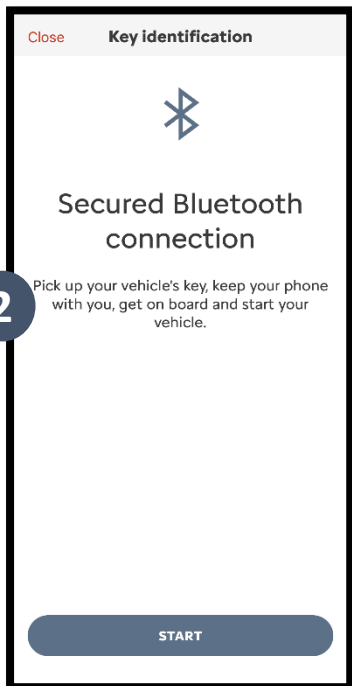 Close Key identification
Secured Bluetooth
connection
2
Pick up your vehicle's key, keep your phone
with you, get on board and start your
vehicle.
START